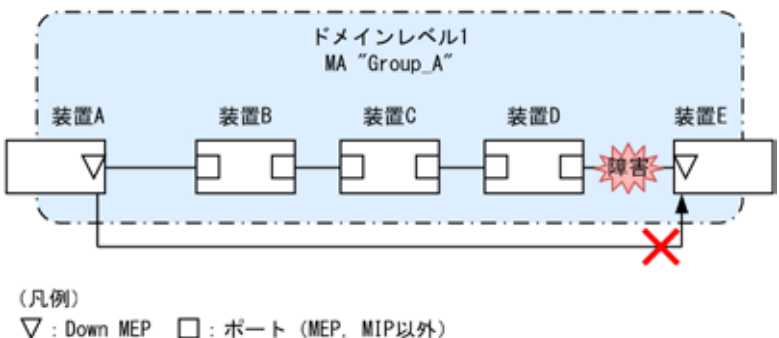 ドメインレベル1
MA "Group_A"
装置A 装置B 装置C 装置D 装置E
障害
(凡例)
▽ : Down MEP □ : ポート (MEP, MIP以外)